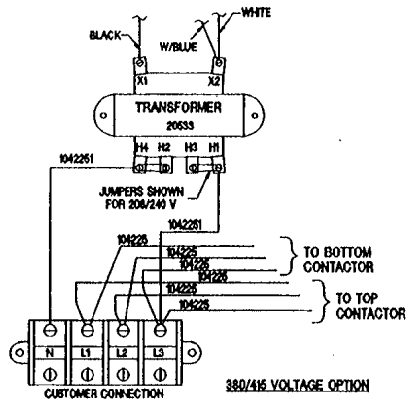 WHITE
W/BLUE
BLACK
X1 X2
TRANSFORMER
20533
H4 H2 H3 H1
1042251
JUMPERS SHOWN
FOR 208/240 V
1042251
104225
104225
104225
104225
104225
104225
TO BOTTOM
CONTACTOR
TO TOP
CONTACTOR
N L1 L2 L3
CUSTOMER CONNECTION
380/415 VOLTAGE OPTION